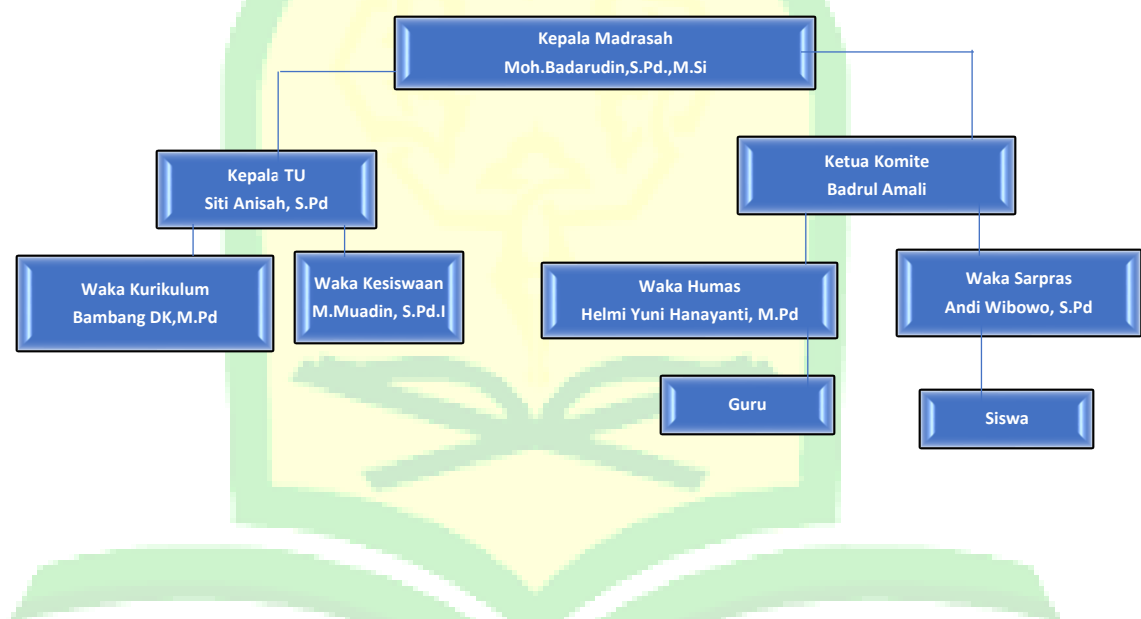 Kepala Madrasah
Moh.Badarudin,S.Pd.,M.Si
Kepala TU
Siti Anisah, S.Pd
Ketua Komite
Badrul Amali
Waka Kurikulum
Bambang DK,M.Pd
Waka Kesiswaan
M.Muadin, S.Pd.I
Waka Humas
Helmi Yuni Hanayanti, M.Pd
Waka Sarpras
Andi Wibowo, S.Pd
Guru
Siswa